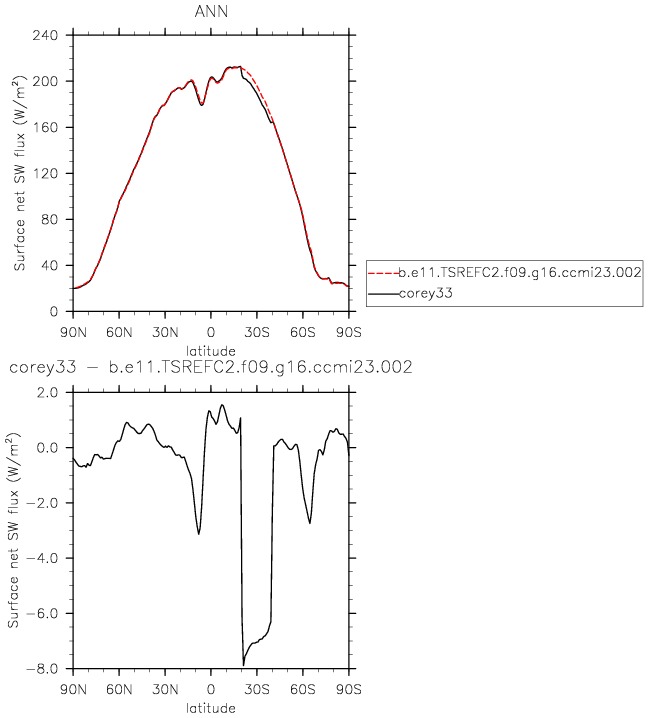 ANN
240
200
160
120
80
40
0
Surface net SW flux (W/m²)
90N 60N 30N 0 30S 60S 90S
latitude
b.e11.TSREFC2.f09.g16.ccmi23.002
corey33
corey33 − b.e11.TSREFC2.f09.g16.ccmi23.002
2.0
0.0
−2.0
−4.0
−6.0
−8.0
Surface net SW flux (W/m²)
90N 60N 30N 0 30S 60S 90S
latitude